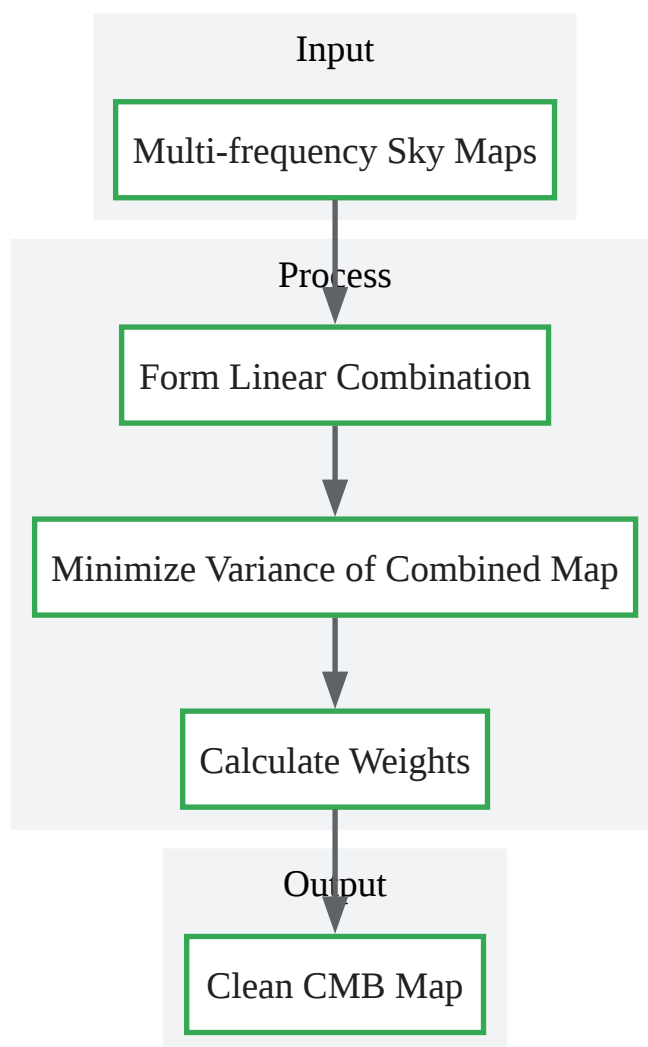 Input
Multi-frequency Sky Maps
Process
Form Linear Combination
Minimize Variance of Combined Map
Calculate Weights
Output
Clean CMB Map